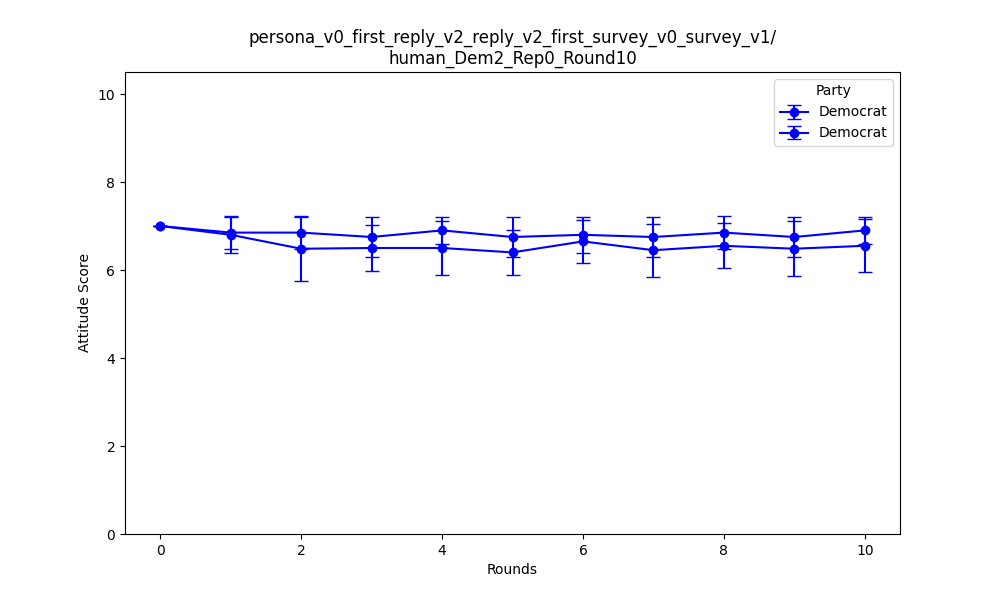 persona_v0_first_reply_v2_reply_v2_first_survey_v0_survey_v1/
human_Dem2_Rep0_Round10
Party
Democrat
Democrat
10
8
6
4
2
0
Attitude Score
0 2 4 6 8 10
Rounds